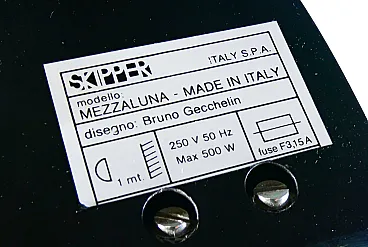 SKIPPER ITALY S.P.A.
modello:
MEZZALUNA - MADE IN ITALY
disegno: Bruno Gecchelin
1 mt.
250 V 50 Hz
Max 500 W
fuse F3,15A